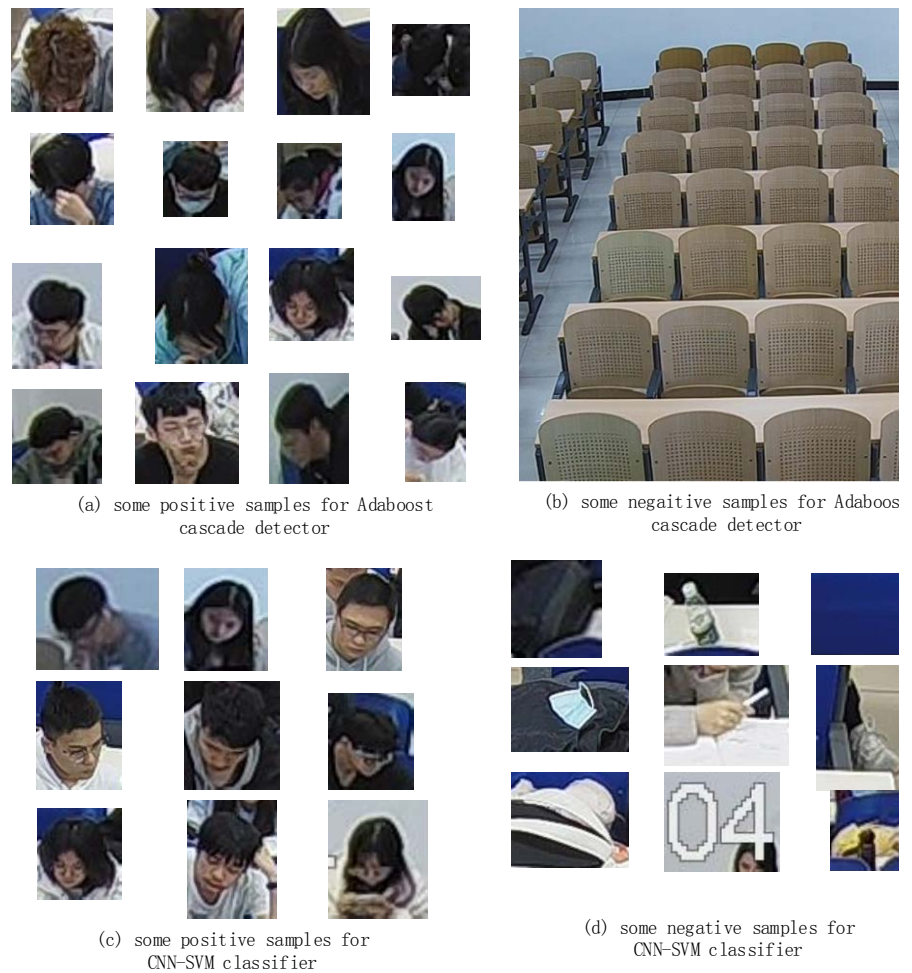 (a) some positive samples for Adaboost
cascade detector
(b) some negaitive samples for Adaboos
cascade detector
04
(c) some positive samples for
CNN-SVM classifier
(d) some negative samples for
CNN-SVM classifier